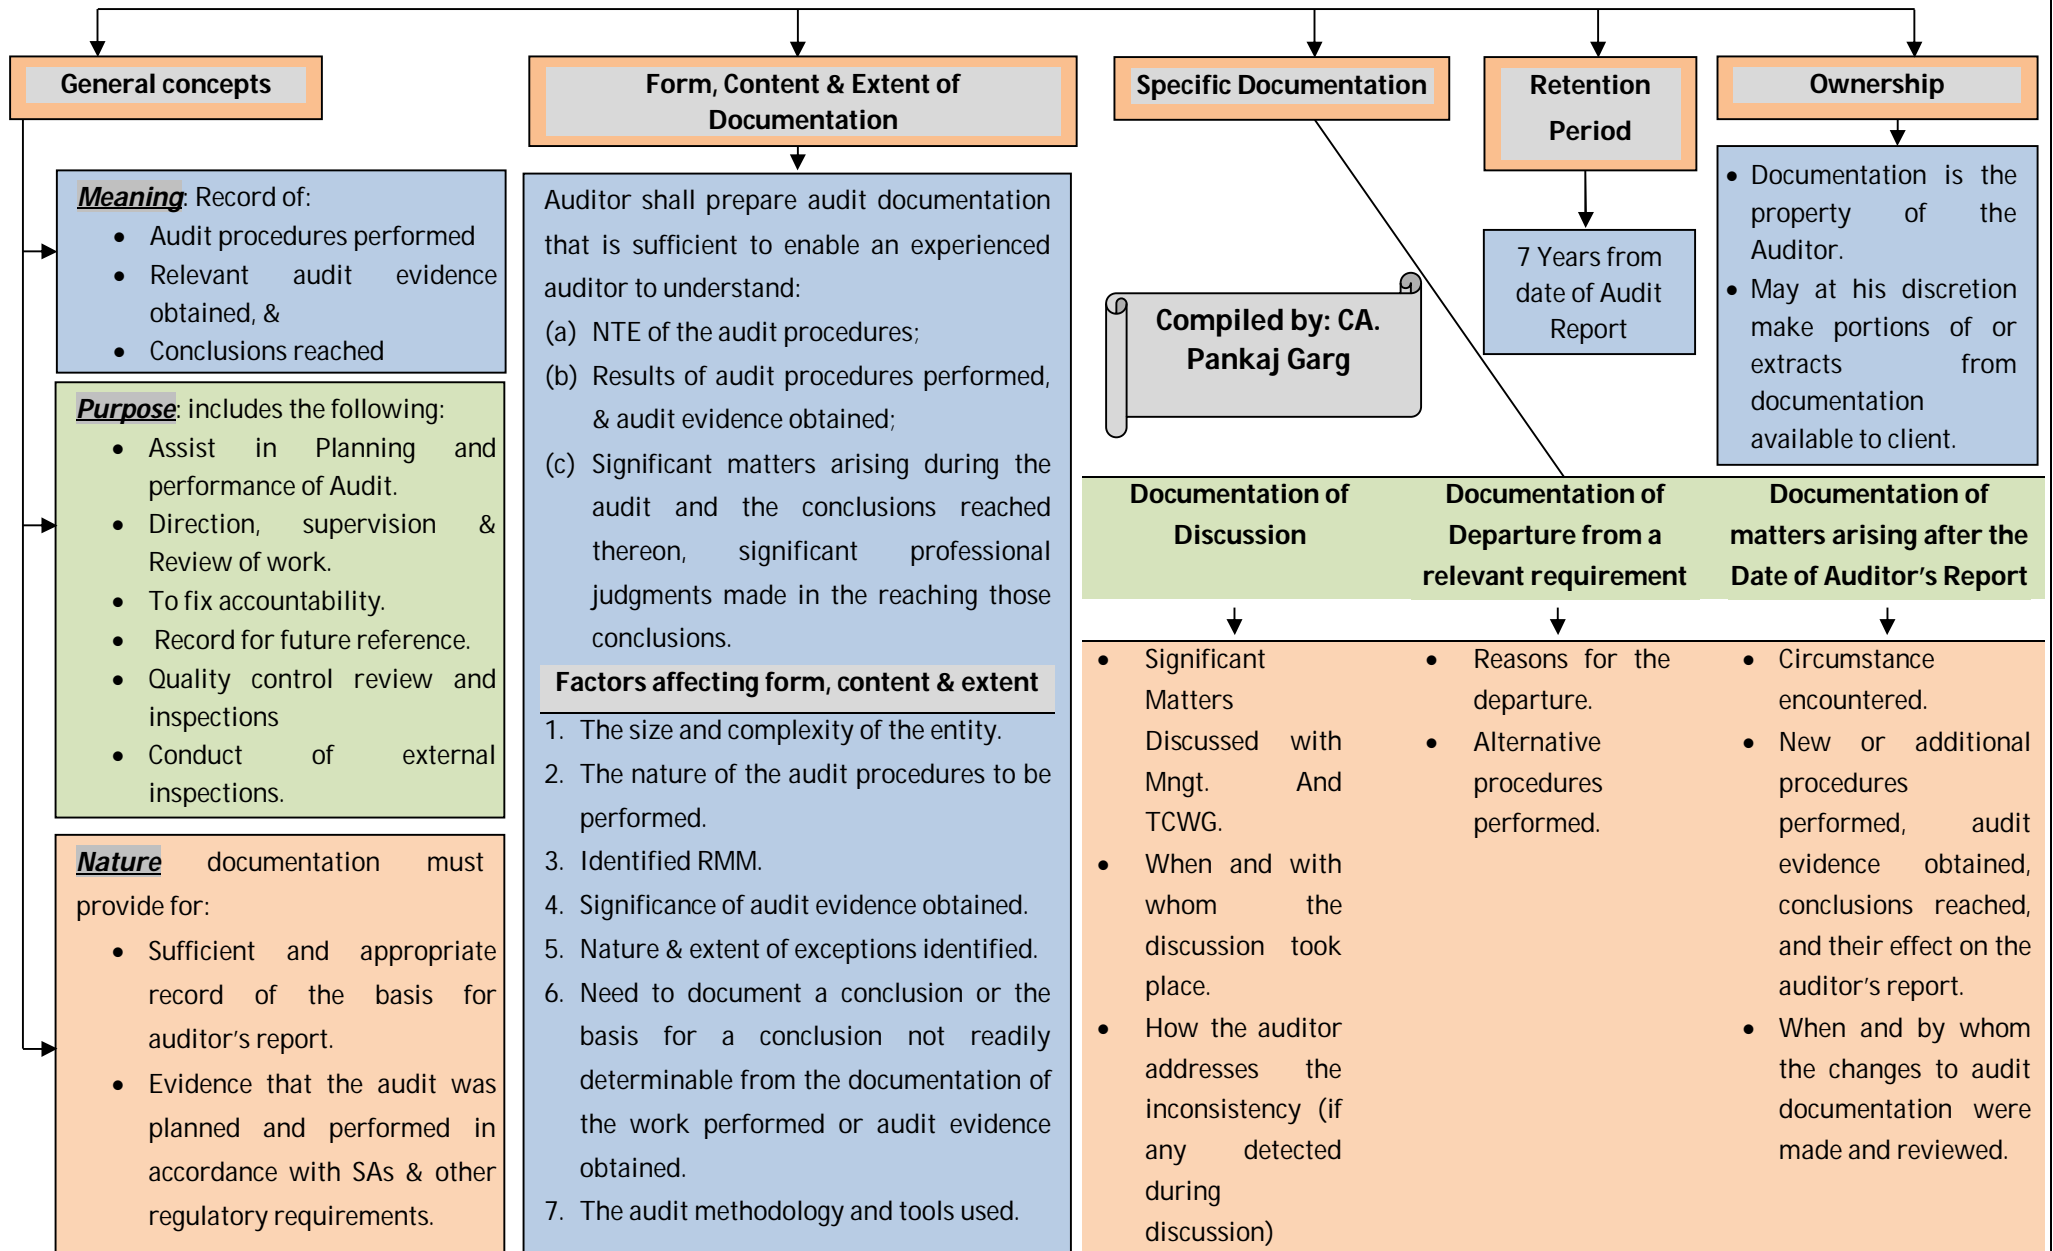 General concepts
Meaning: Record of:
• Audit procedures performed
• Relevant audit evidence
obtained, &
• Conclusions reached
Purpose: includes the following:
• Assist in Planning and
performance of Audit.
• Direction, supervision &
Review of work.
• To fix accountability.
• Record for future reference.
• Quality control review and
inspections
• Conduct of external
inspections.
Nature documentation must
provide for:
• Sufficient and appropriate
record of the basis for
auditor’s report.
• Evidence that the audit was
planned and performed in
accordance with SAs & other
regulatory requirements.
Form, Content & Extent of
Documentation
Auditor shall prepare audit documentation
that is sufficient to enable an experienced
auditor to understand:
(a) NTE of the audit procedures;
(b) Results of audit procedures performed,
& audit evidence obtained;
(c) Significant matters arising during the
audit and the conclusions reached
thereon, significant professional
judgments made in the reaching those
conclusions.
Factors affecting form, content & extent
1. The size and complexity of the entity.
2. The nature of the audit procedures to be
performed.
3. Identified RMM.
4. Significance of audit evidence obtained.
5. Nature & extent of exceptions identified.
6. Need to document a conclusion or the
basis for a conclusion not readily
determinable from the documentation of
the work performed or audit evidence
obtained.
7. The audit methodology and tools used.
Specific Documentation
Compiled by: CA.
Pankaj Garg
Retention
Period
7 Years from
date of Audit
Report
Ownership
• Documentation is the
property of the
Auditor.
• May at his discretion
make portions of or
extracts from
documentation
available to client.
Documentation of
Discussion
• Significant
Matters
Discussed with
Mngt. And
TCWG.
• When and with
whom the
discussion took
place.
• How the auditor
addresses the
inconsistency (if
any detected
during
discussion)
Documentation of
Departure from a
relevant requirement
• Reasons for the
departure.
• Alternative
procedures
performed.
Documentation of
matters arising after the
Date of Auditor’s Report
• Circumstance
encountered.
• New or additional
procedures
performed, audit
evidence obtained,
conclusions reached,
and their effect on the
auditor’s report.
• When and by whom
the changes to audit
documentation were
made and reviewed.